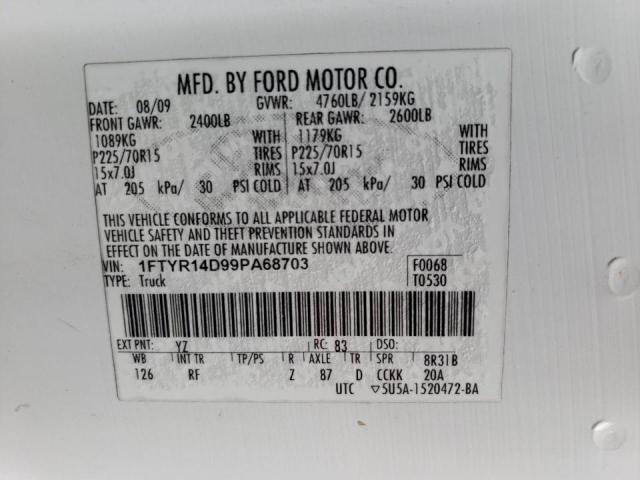 MFD. BY FORD MOTOR CO.
DATE: 08/09 GVWR: 4760LB/ 2159KG
FRONT GAWR: 2400LB REAR GAWR: 2600LB
1089KG WITH 1179KG WITH
P225/70R15 TIRES P225/70R15 TIRES
15x7.0J RIMS 15x7.0J RIMS
AT 205 kPa/ 30 PSI COLD AT 205 kPa/ 30 PSI COLD
THIS VEHICLE CONFORMS TO ALL APPLICABLE FEDERAL MOTOR
VEHICLE SAFETY AND THEFT PREVENTION STANDARDS IN
EFFECT ON THE DATE OF MANUFACTURE SHOWN ABOVE.
VIN: 1FTYR14D99PA68703 F0068
TYPE: Truck T0530
EXT PNT: YZ RC: 83 DSO:
WB INT TR TP/PS R AXLE TR SPR 8R31B
126 RF Z 87 D CCKK 20A
UTC ▽5U5A-1520472-BA